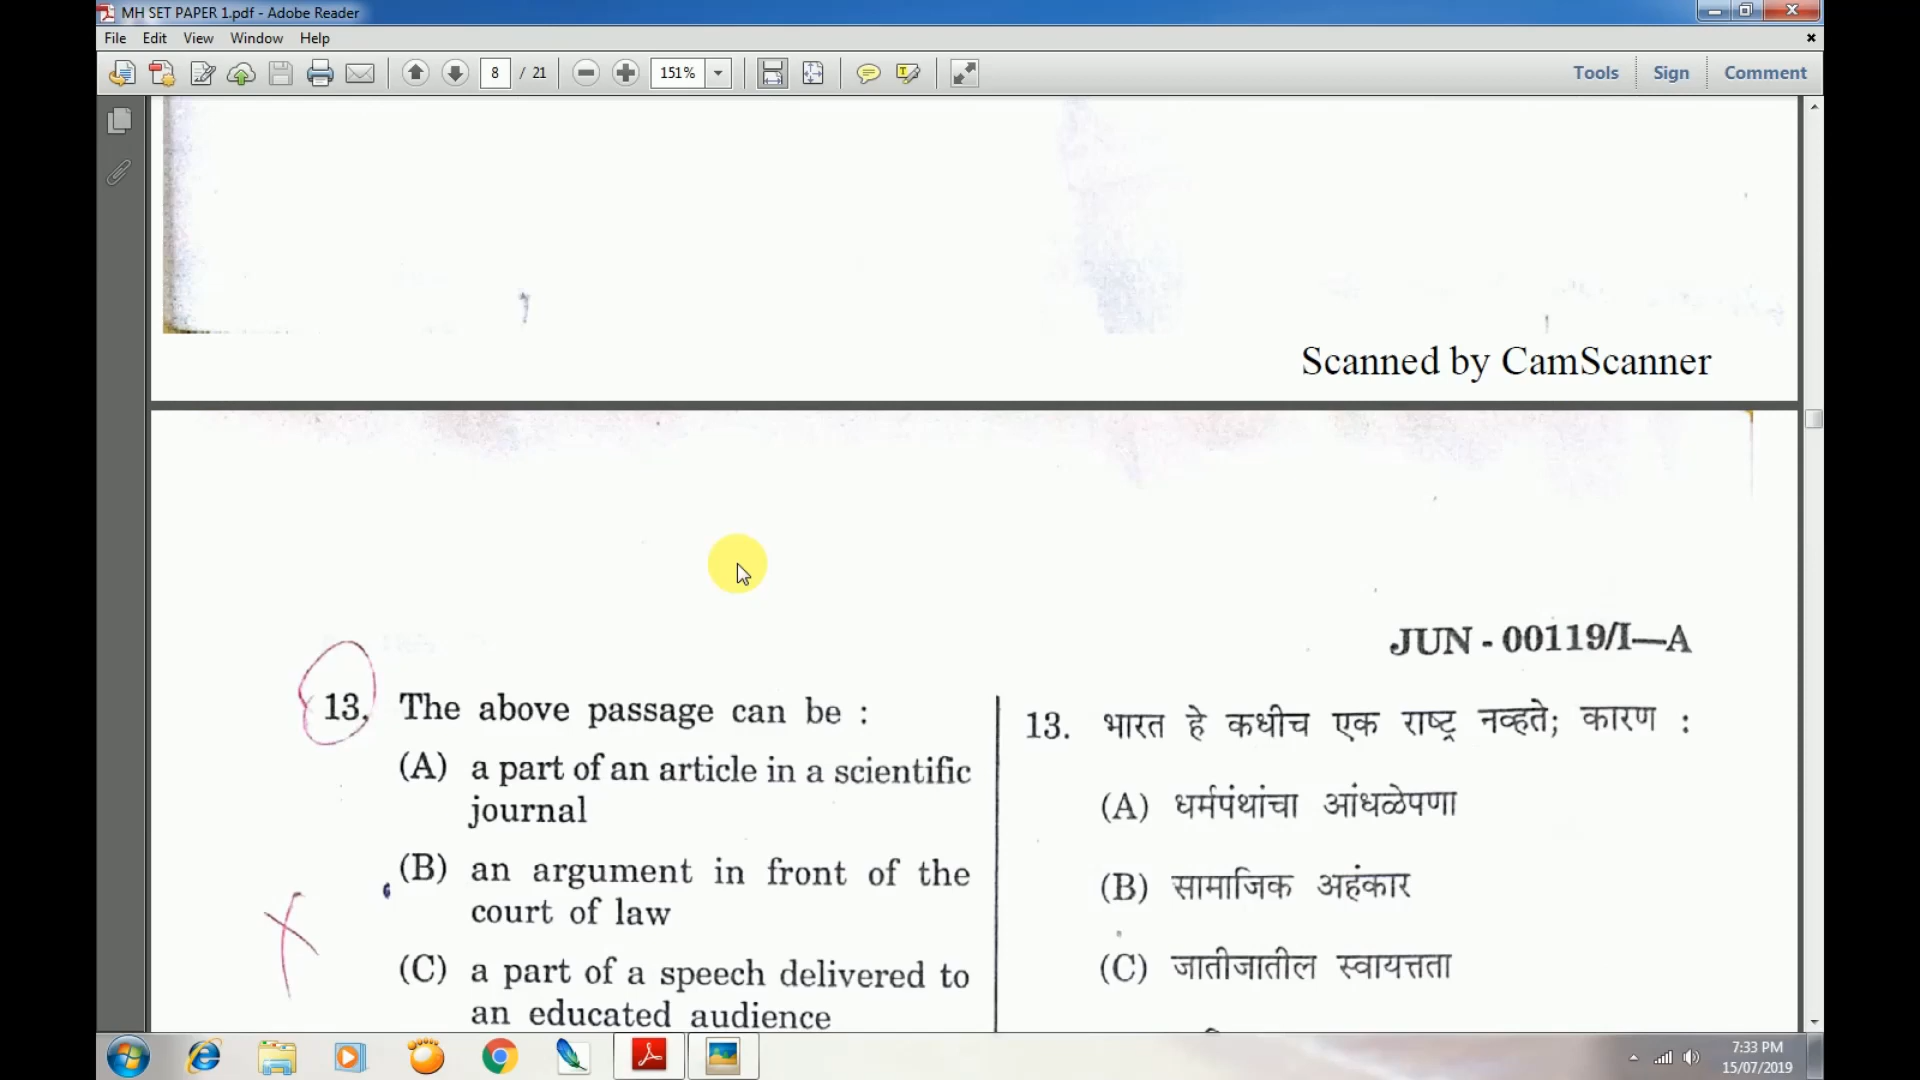 MH SET PAPER 1.pdf - Adobe Reader
File Edit View Window Help
8 / 21 151% Tools Sign Comment
Scanned by CamScanner
JUN - 00119/I—A
13. The above passage can be :
(A) a part of an article in a scientific
journal
(B) an argument in front of the
court of law
(C) a part of a speech delivered to
an educated audience
13. भारत हे कधीच एक राष्ट्र नव्हते; कारण :
(A) धर्मपंथांचा आंधळेपणा
(B) सामाजिक अहंकार
(C) जातीजातील स्वायत्तता
7:33 PM
15/07/2019